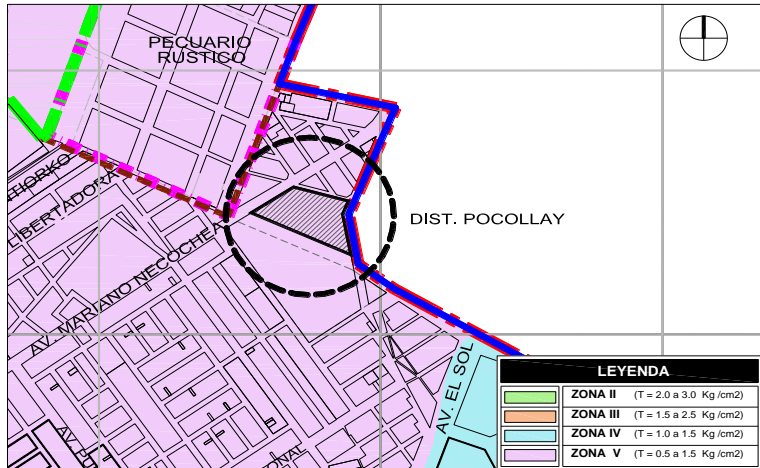 PECUARIO
RUSTICO
LIBERTADORA
AV. MARIANO NECOCHEA
DIST. POCOLLAY
AV. EL SOL
LEYENDA
ZONA II (T = 2.0 a 3.0 Kg /cm2)
ZONA III (T = 1.5 a 2.5 Kg /cm2)
ZONA IV (T = 1.0 a 1.5 Kg /cm2)
ZONA V (T = 0.5 a 1.5 Kg /cm2)